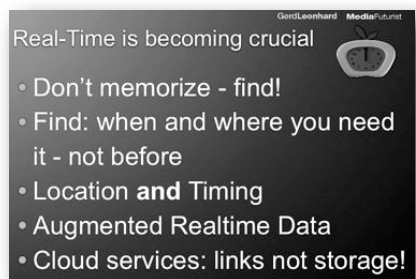 GerdLeonhard MediaFuturist
Real-Time is becoming crucial
• Don't memorize - find!
• Find: when and where you need
it - not before
• Location and Timing
• Augmented Realtime Data
• Cloud services: links not storage!